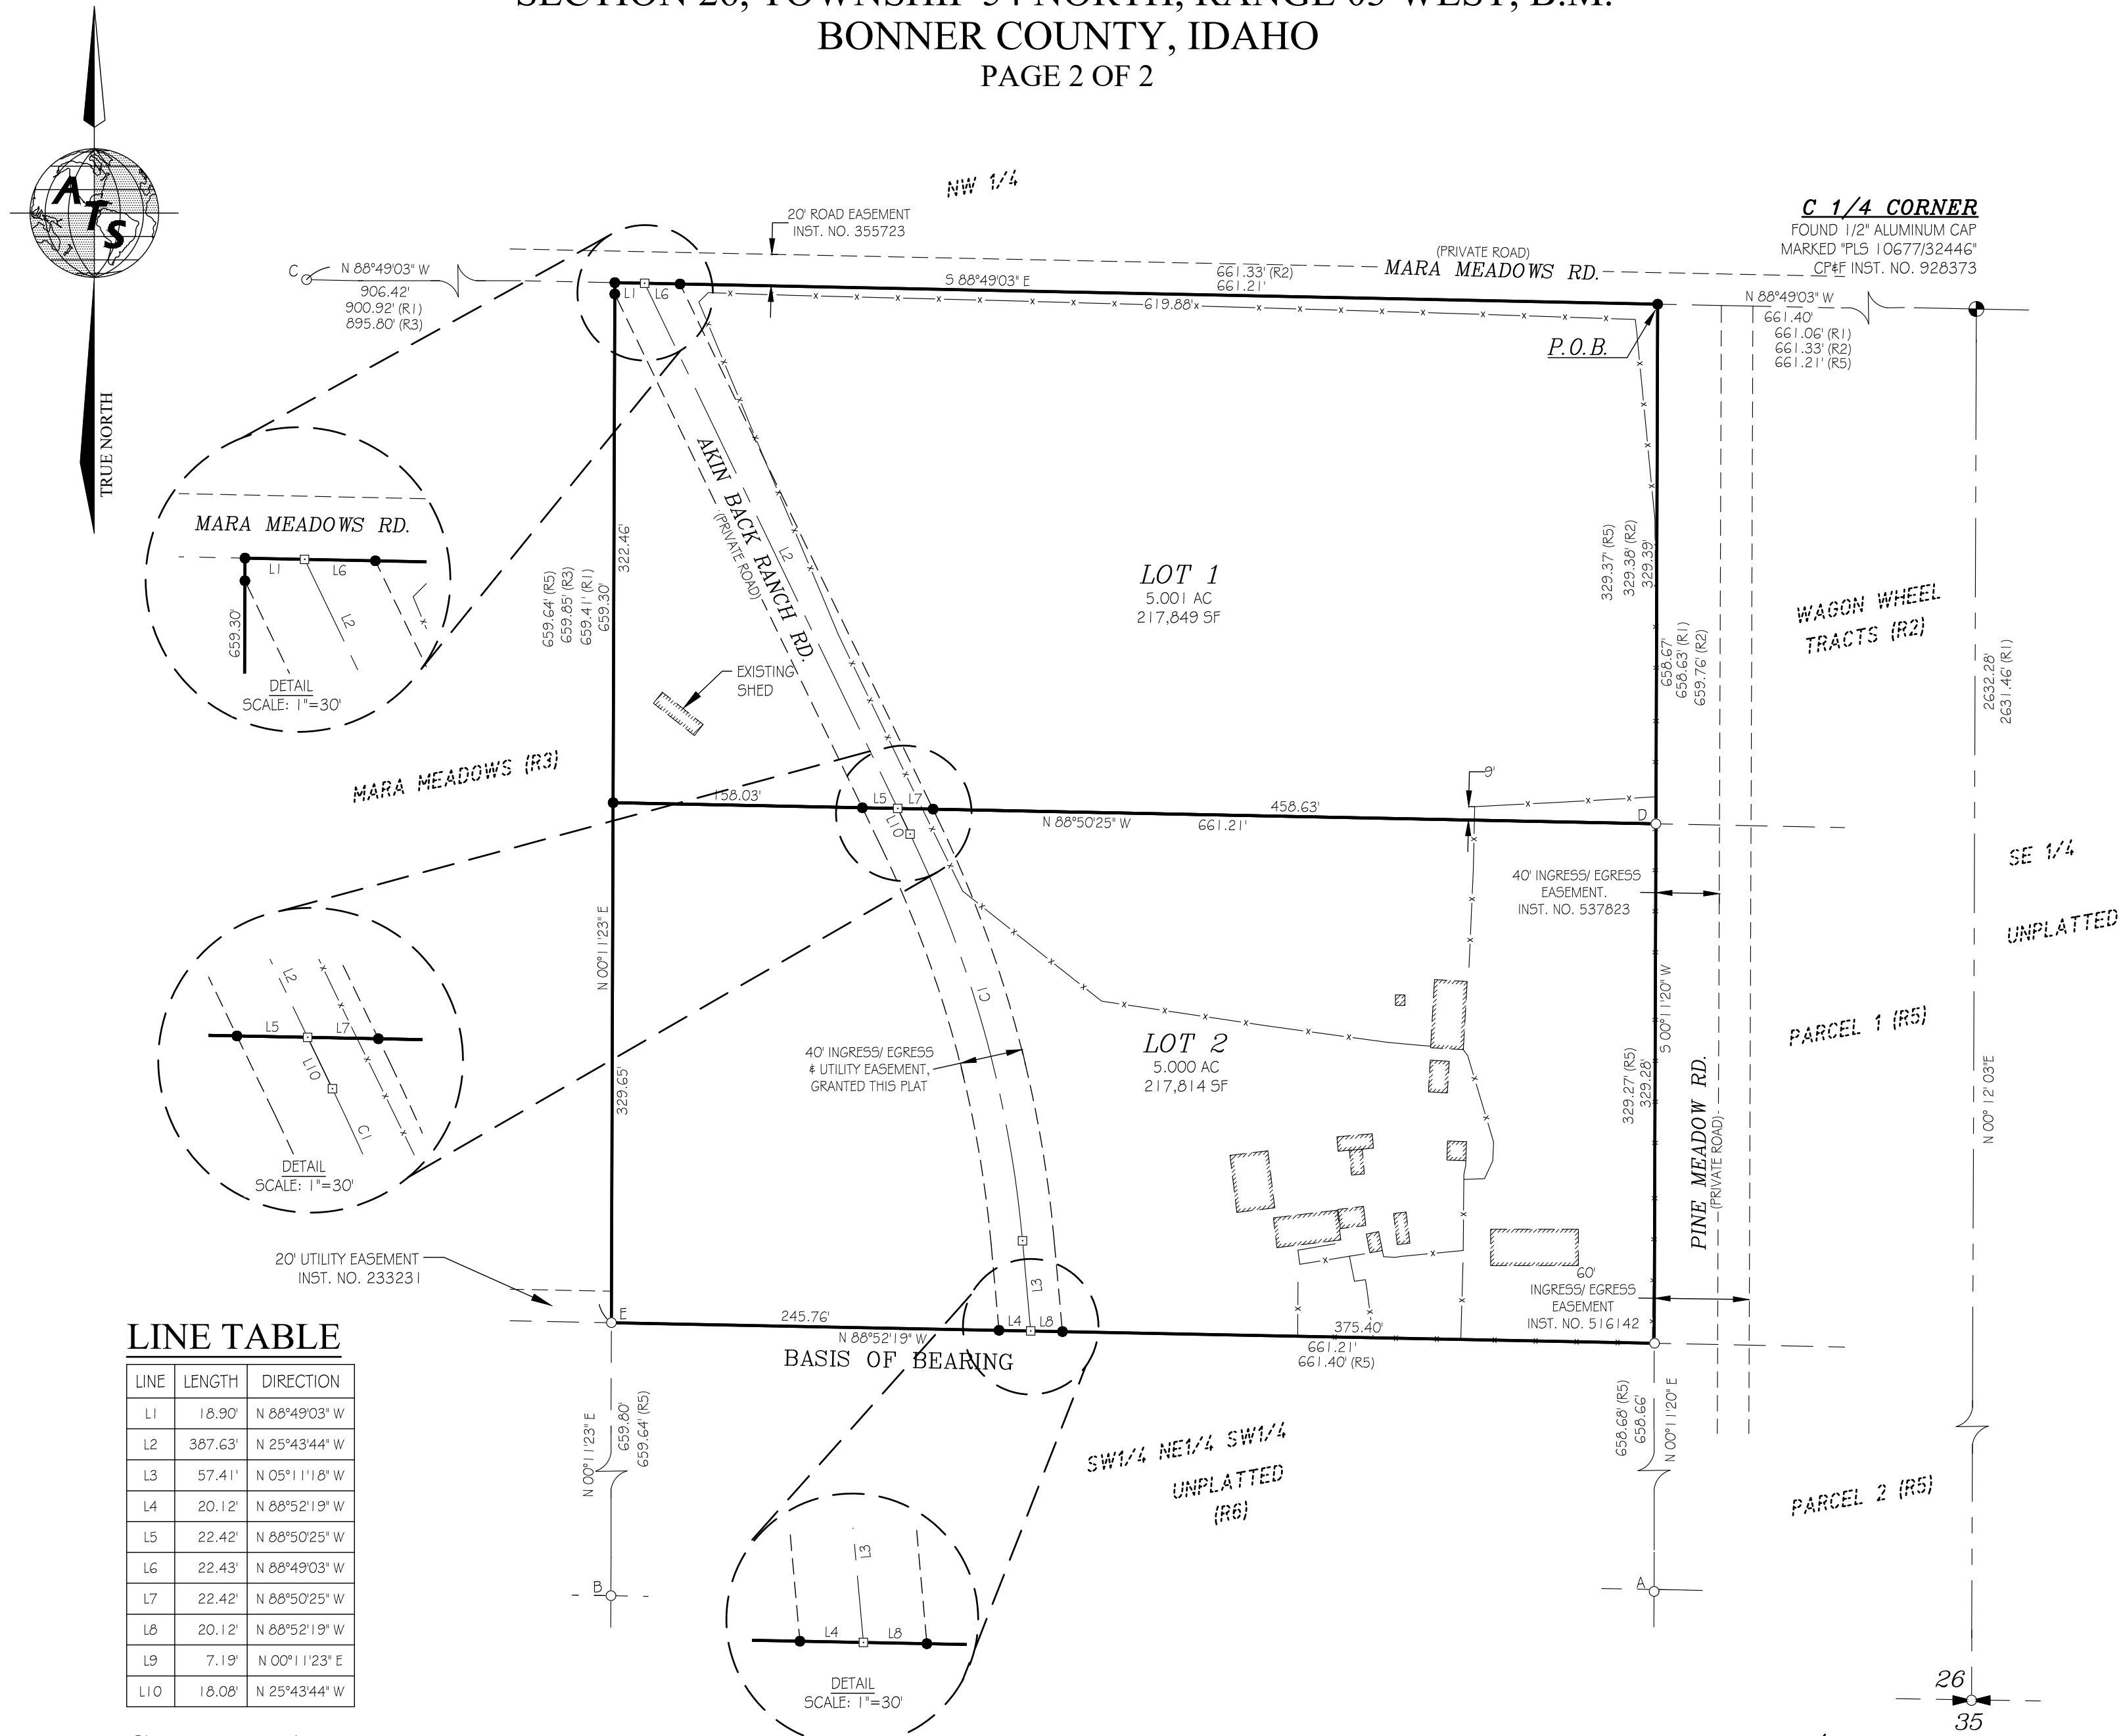 SECTION 26, TOWNSHIP 54 NORTH, RANGE 05 WEST, B.M.
BONNER COUNTY, IDAHO
PAGE 2 OF 2
A
T
S
TRUE NORTH
NW 1/4
20' ROAD EASEMENT
INST. NO. 355723
C 1/4 CORNER
FOUND 1/2" ALUMINUM CAP
MARKED "PLS 10677/32446"
CP&F INST. NO. 928373
C
N 88°49'03" W
906.42'
900.92' (R1)
895.80' (R3)
L1
L6
S 88°49'03" E
661.33' (R2)
661.21'
(PRIVATE ROAD)
MARA MEADOWS RD.
619.88'
N 88°49'03" W
661.40'
661.06' (R1)
661.33' (R2)
661.21' (R5)
P.O.B.
MARA MEADOWS RD.
L1
L6
L2
659.30'
DETAIL
SCALE: 1"=30'
322.46'
659.64' (R5)
659.85' (R3)
659.41' (R1)
659.30'
AKIN BACK RANCH RD.
(PRIVATE ROAD)
L2
LOT 1
5.001 AC
217,849 SF
329.37' (R5)
329.38' (R2)
329.39'
658.67'
658.63' (R1)
659.76' (R2)
WAGON WHEEL
TRACTS (R2)
2632.28'
2631.46' (R1)
EXISTING
SHED
MARA MEADOWS (R3)
158.03'
L5
L7
L10
458.63'
N 88°50'25" W
661.21'
9'
D
SE 1/4
UNPLATTED
40' INGRESS/ EGRESS
EASEMENT.
INST. NO. 537823
L2
L5
L7
L10
C1
DETAIL
SCALE: 1"=30'
N 00°11'23" E
329.65'
C1
40' INGRESS/ EGRESS
& UTILITY EASEMENT,
GRANTED THIS PLAT
LOT 2
5.000 AC
217,814 SF
S 00°11'20" W
329.27' (R5)
329.28'
PINE MEADOW RD.
(PRIVATE ROAD)
PARCEL 1 (R5)
N 00° 12' 03"E
20' UTILITY EASEMENT
INST. NO. 233231
E
L3
60'
INGRESS/ EGRESS
EASEMENT
INST. NO. 516142
245.76'
N 88°52'19" W
L4
L8
375.40'
661.21'
661.40' (R5)
BASIS OF BEARING
LINE TABLE
LINE LENGTH DIRECTION
L1 18.90' N 88°49'03" W
L2 387.63' N 25°43'44" W
L3 57.41' N 05°11'18" W
L4 20.12' N 88°52'19" W
L5 22.42' N 88°50'25" W
L6 22.43' N 88°49'03" W
L7 22.42' N 88°50'25" W
L8 20.12' N 88°52'19" W
L9 7.19' N 00°11'23" E
L10 18.08' N 25°43'44" W
N 00°11'23" E
659.80'
659.64' (R5)
B
SW1/4 NE1/4 SW1/4
UNPLATTED
(R6)
658.68' (R5)
658.66'
N 00°11'20" E
A
PARCEL 2 (R5)
L3
L4
L8
DETAIL
SCALE: 1"=30'
26
35